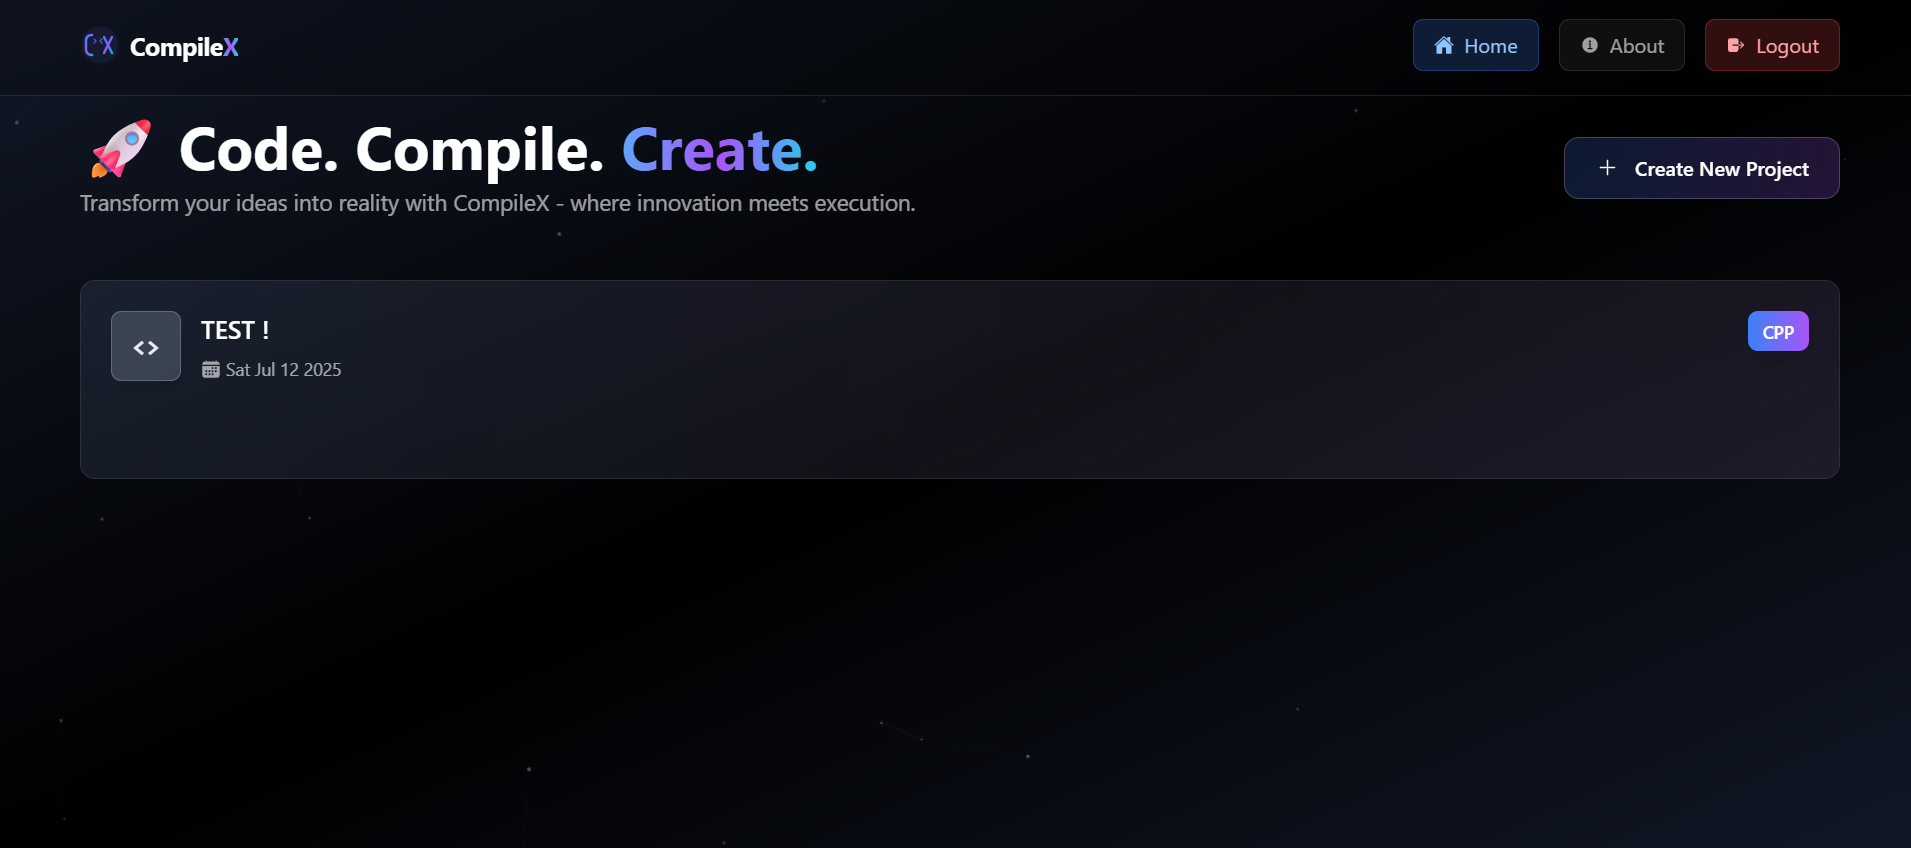 CompileX
Home
About
Logout
Code. Compile. Create.
Transform your ideas into reality with CompileX - where innovation meets execution.
+ Create New Project
TEST !
Sat Jul 12 2025
CPP